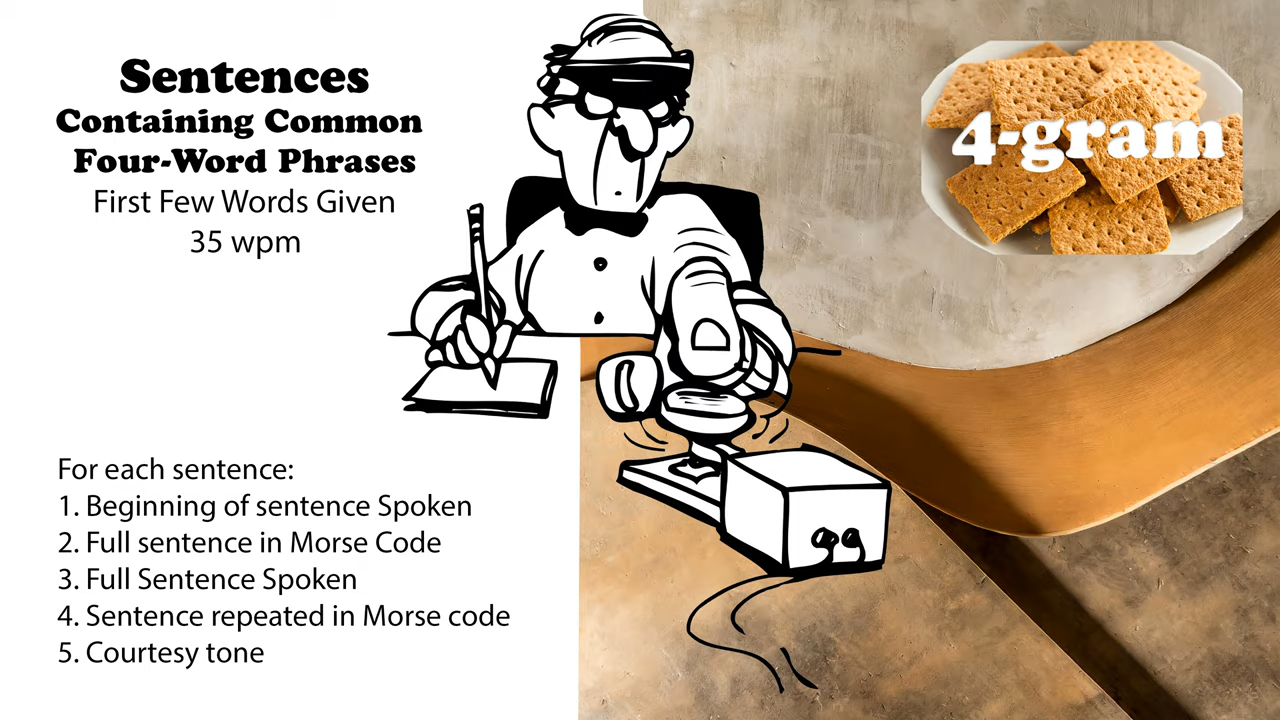 Sentences
Containing Common
Four-Word Phrases
First Few Words Given
35 wpm
4-gram
For each sentence:
1. Beginning of sentence Spoken
2. Full sentence in Morse Code
3. Full Sentence Spoken
4. Sentence repeated in Morse code
5. Courtesy tone